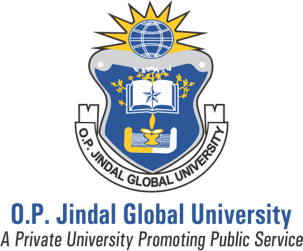 O.P. JINDAL GLOBAL UNIVERSITY
O.P. Jindal Global University
A Private University Promoting Public Service